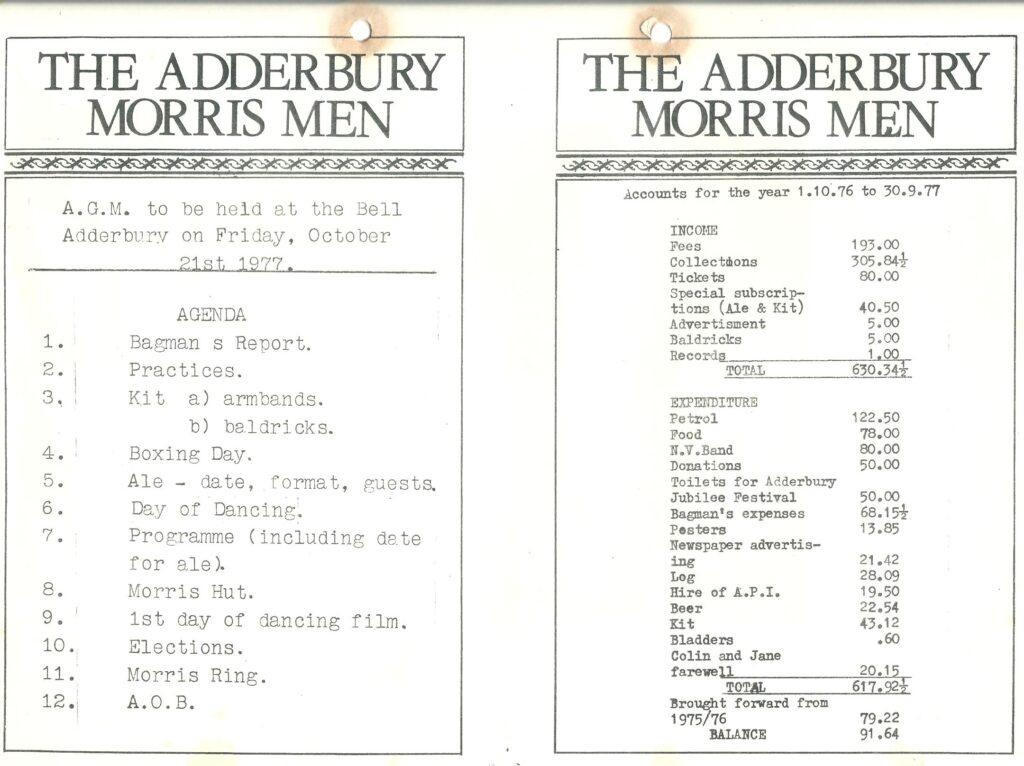 THE ADDERBURY
MORRIS MEN
A.G.M. to be held at the Bell
Adderbury on Friday, October
21st 1977.
AGENDA
1. Bagman s Report.
2. Practices.
3. Kit a) armbands.
b) baldricks.
4. Boxing Day.
5. Ale - date, format, guests.
6. Day of Dancing.
7. Programme (including date
for ale).
8. Morris Hut.
9. 1st day of dancing film.
10. Elections.
11. Morris Ring.
12. A.O.B.
THE ADDERBURY
MORRIS MEN
Accounts for the year 1.10.76 to 30.9.77
INCOME
Fees 193.00
Collections 305.84½
Tickets 80.00
Special subscrip-
tions (Ale & Kit) 40.50
Advertisment 5.00
Baldricks 5.00
Records 1.00
TOTAL 630.34½
EXPENDITURE
Petrol 122.50
Food 78.00
N.V.Band 80.00
Donations 50.00
Toilets for Adderbury
Jubilee Festival 50.00
Bagman's expenses 68.15½
Posters 13.85
Newspaper advertis-
ing 21.42
Log 28.09
Hire of A.P.I. 19.50
Beer 22.54
Kit 43.12
Bladders .60
Colin and Jane
farewell 20.15
TOTAL 617.92½
Brought forward from
1975/76 79.22
BALANCE 91.64